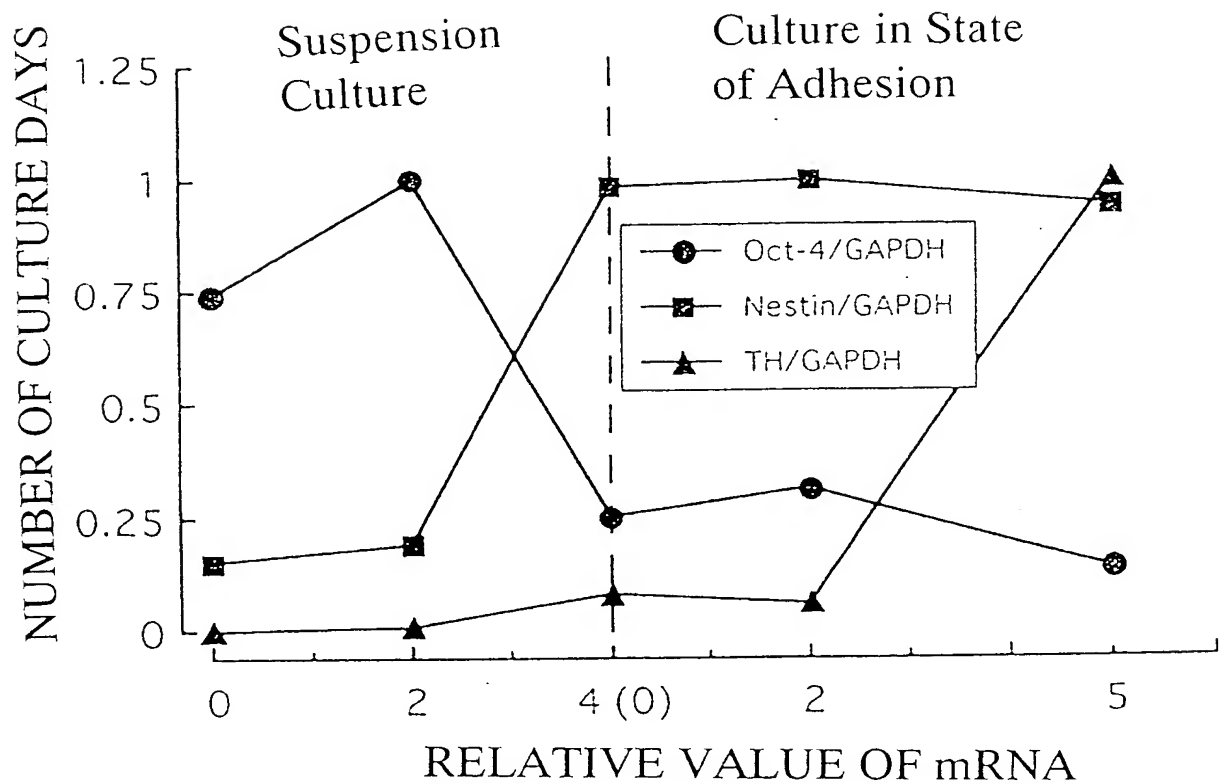 Suspension
Culture
Culture in State
of Adhesion
NUMBER OF CULTURE DAYS
1.25
1
0.75
0.5
0.25
0
Oct-4/GAPDH
Nestin/GAPDH
TH/GAPDH
0 2 4 (0) 2 5
RELATIVE VALUE OF mRNA